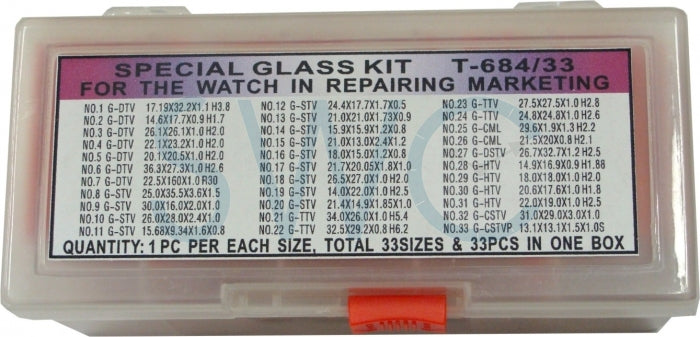 SPECIAL GLASS KIT T-684/33
FOR THE WATCH IN REPAIRING MARKETING
NO.1 G-DTV 17.19X32.2X1.1 H3.8
NO.2 G-DTV 14.6X17.7X0.9 H1.7
NO.3 G-DTV 26.1X26.1X1.0 H2.0
NO.4 G-DTV 22.1X23.2X1.0 H2.0
NO.5 G-DTV 20.1X20.5X1.0 H2.0
NO.6 G-DTV 36.3X27.3X1.0 H2.6
NO.7 G-DTV 22.5X160X1.0 R30
NO.8 G-STV 25.0X35.5X3.6X1.5
NO.9 G-STV 30.0X16.0X2.0X1.0
NO.10 G-STV 26.0X28.0X2.4X1.0
NO.11 G-STV 15.68X9.34X1.6X0.8
NO.12 G-STV 24.4X17.7X1.7X0.5
NO.13 G-STV 21.0X21.0X1.73X0.9
NO.14 G-STV 15.9X15.9X1.2X0.8
NO.15 G-STV 21.0X13.0X2.4X1.2
NO.16 G-STV 18.0X15.0X1.2X0.8
NO.17 G-STV 21.7X20.05X1.8X1.0
NO.18 G-STV 26.5X27.0X1.0 H2.0
NO.19 G-STV 14.0X22.0X1.0 H2.5
NO.20 G-STV 21.4X14.9X1.85X1.0
NO.21 G-TTV 34.0X26.0X1.0 H5.4
NO.22 G-TTV 32.5X29.2X0.8 H6.2
NO.23 G-TTV 27.5X27.5X1.0 H2.8
NO.24 G-TTV 24.8X24.8X1.0 H2.6
NO.25 G-CML 29.6X1.9X1.3 H2.2
NO.26 G-CML 21.5X20X0.8 H2.1
NO.27 G-DSTV 26.7X32.7X1.2 H2.5
NO.28 G-HTV 14.9X16.9X0.9 H1.86
NO.29 G-HTV 18.0X18.0X1.0 H2.0
NO.30 G-HTV 20.6X17.6X1.0 H1.8
NO.31 G-HTV 22.0X19.0X1.0 H2.5
NO.32 G-CSTV 31.0X29.0X3.0X1.0
NO.33 G-CSTVP 13.1X13.1X1.5X1.0S
QUANTITY: 1 PC PER EACH SIZE, TOTAL 33SIZES & 33PCS IN ONE BOX